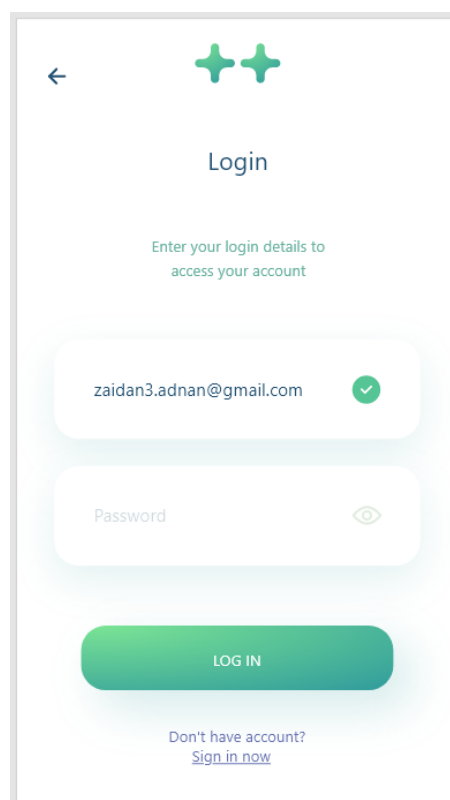 Login
Enter your login details to
access your account
zaidan3.adnan@gmail.com
Password
LOG IN
Don't have account?
Sign in now